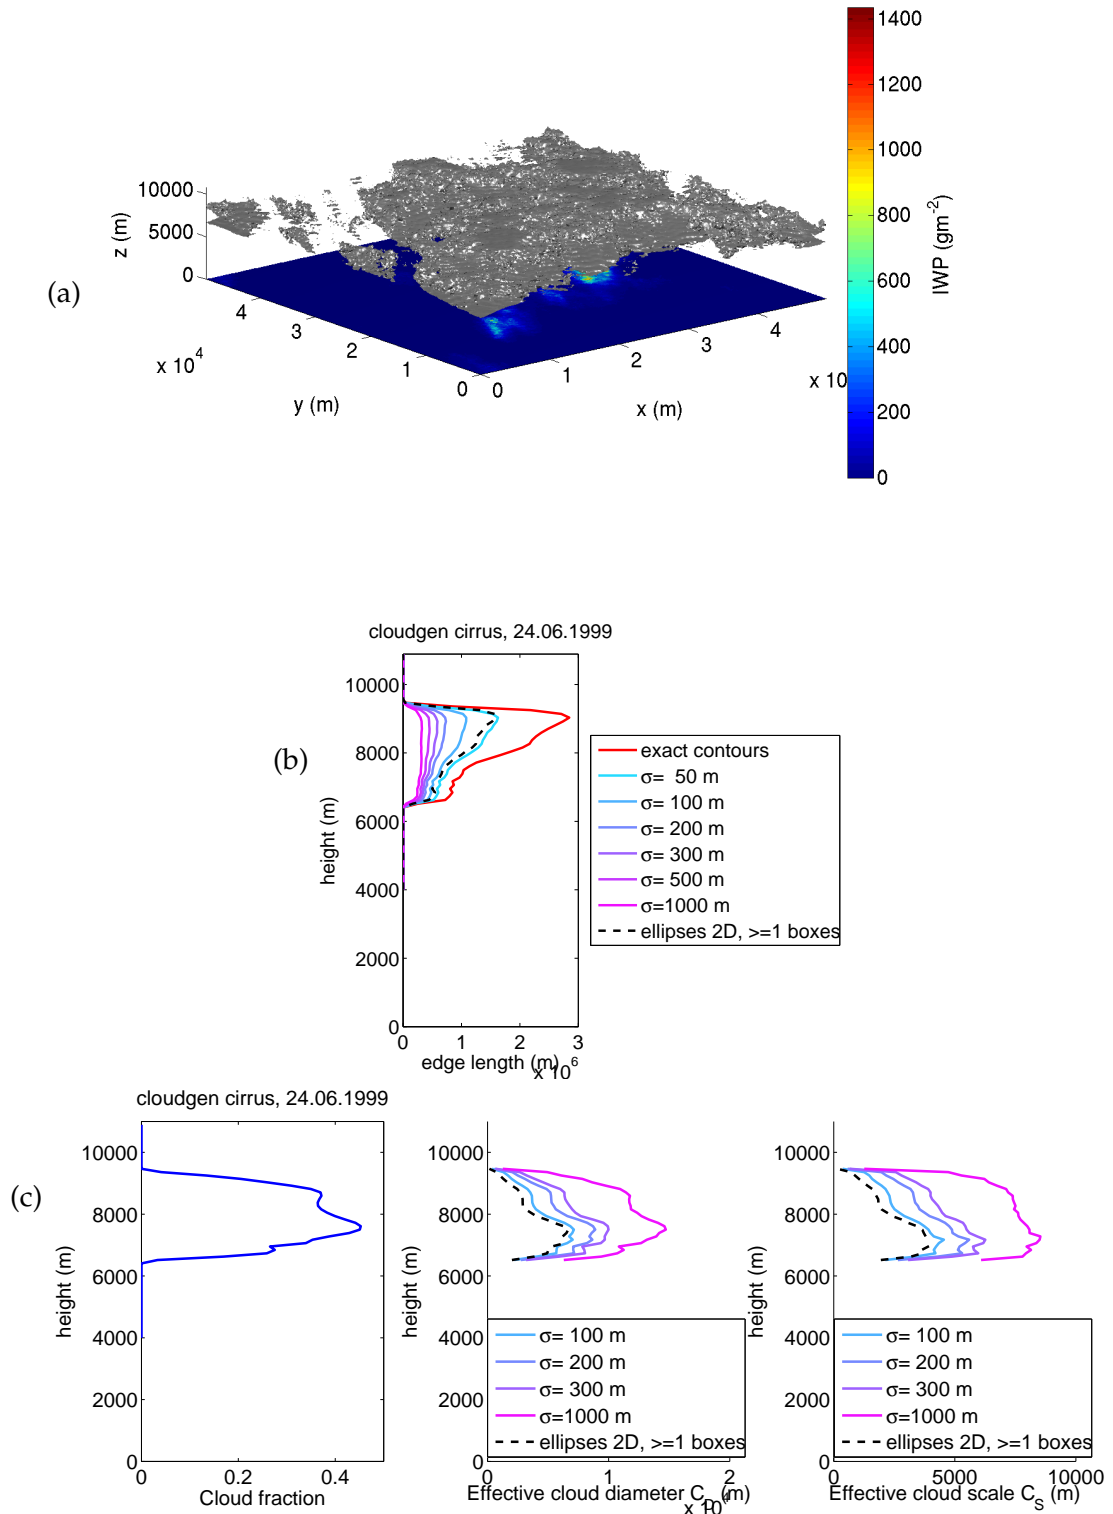 1400
1200
1000
800
600
400
200
0
IWP (gm-2)
10000
5000
0
z (m)
(a)
4
3
2
1
0
x 10 4
y (m)
0
1
2
3
4
x 10
x (m)
cloudgen cirrus, 24.06.1999
(b)
10000
8000
6000
4000
2000
0
height (m)
0
1
2
3
edge length (m)
x 10 6
exact contours
σ= 50 m
σ= 100 m
σ= 200 m
σ= 300 m
σ= 500 m
σ=1000 m
ellipses 2D, >=1 boxes
cloudgen cirrus, 24.06.1999
(c)
10000
8000
6000
4000
2000
0
height (m)
0
0.2
0.4
Cloud fraction
10000
8000
6000
4000
2000
0
height (m)
σ= 100 m
σ= 200 m
σ= 300 m
σ=1000 m
ellipses 2D, >=1 boxes
0
1
2
Effective cloud diameter C_D (m)
x 10
10000
8000
6000
4000
2000
0
height (m)
σ= 100 m
σ= 200 m
σ= 300 m
σ=1000 m
ellipses 2D, >=1 boxes
0
5000
10000
Effective cloud scale C_S (m)